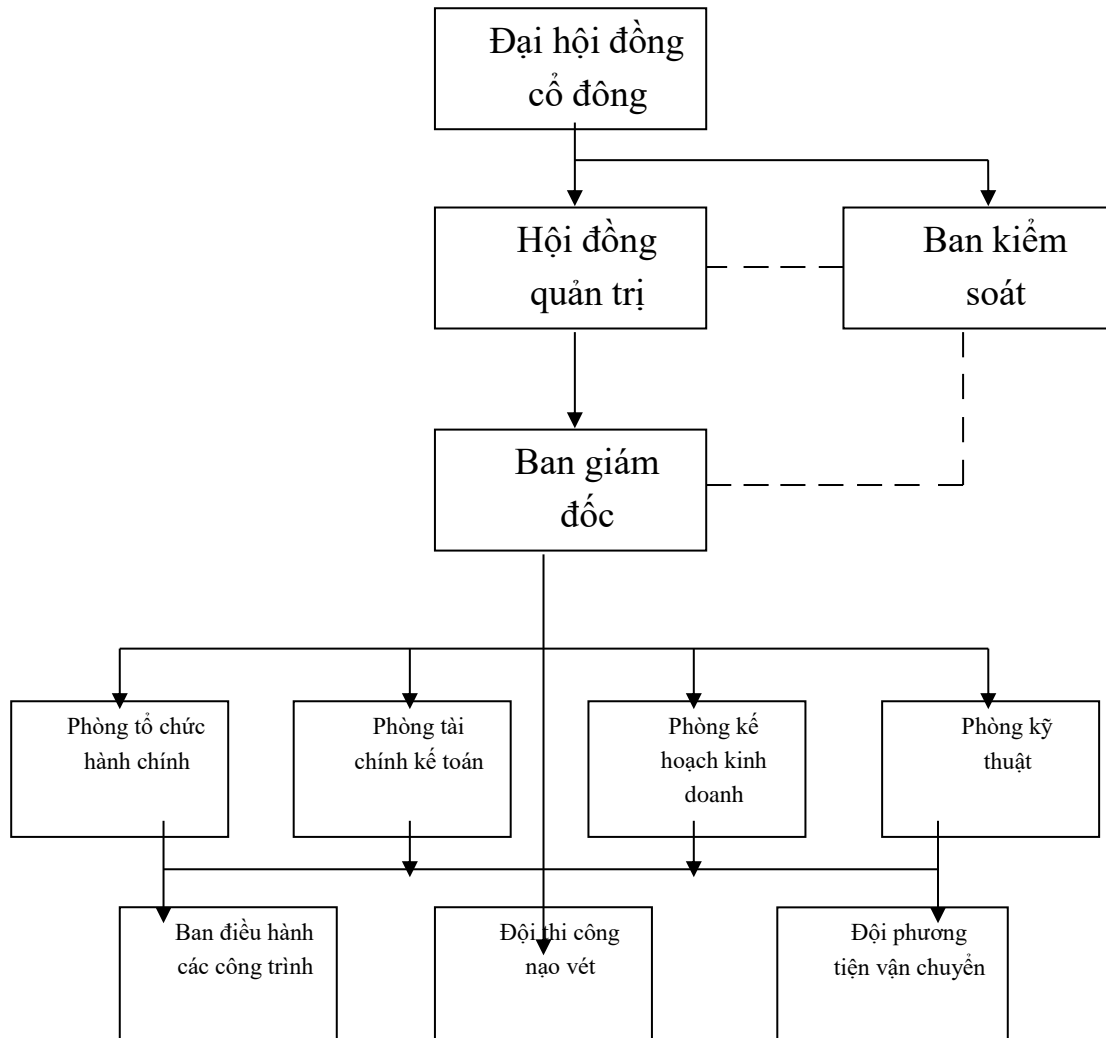 Đại hội đồng
cổ đông
Hội đồng
quản trị
Ban kiểm
soát
Ban giám
đốc
Phòng tổ chức
hành chính
Phòng tài
chính kế toán
Phòng kế
hoạch kinh
doanh
Phòng kỹ
thuật
Ban điều hành
các công trình
Đội thi công
nạo vét
Đội phương
tiện vận chuyển